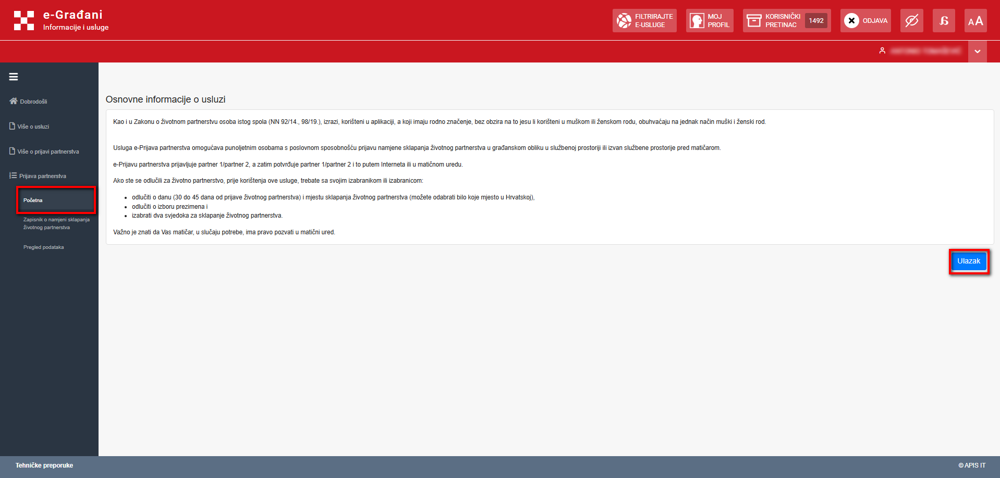 e-Građani
Informacije i usluge
FILTRIRAJTE
E-USLUGE
MOJ
PROFIL
KORISNIČKI
PRETINAC
1492
ODJAVA
AA
Dobrodošli
Više o usluzi
Više o prijavi partnerstva
Prijava partnerstva
Početna
Zapisnik o namjeni sklapanja
životnog partnerstva
Pregled podataka
Osnovne informacije o usluzi
Kao i u Zakonu o životnom partnerstvu osoba istog spola (NN 92/14., 98/19.), izrazi, korišteni u aplikaciji, a koji imaju rodno značenje, bez obzira na to jesu li korišteni u muškom ili ženskom rodu, obuhvaćaju na jednak način muški i ženski rod.
Usluga e-Prijava partnerstva omogućava punoljetnim osobama s poslovnom sposobnošću prijavu namjene sklapanja životnog partnerstva u građanskom obliku u službenoj prostoriji ili izvan službene prostorije pred matičarom.
e-Prijavu partnerstva prijavljuje partner 1/partner 2, a zatim potvrđuje partner 1/partner 2 i to putem Interneta ili u matičnom uredu.
Ako ste se odlučili za životno partnerstvo, prije korištenja ove usluge, trebate sa svojim izabranikom ili izabranicom:
• odlučiti o danu (30 do 45 dana od prijave životnog partnerstva) i mjestu sklapanja životnog partnerstva (možete odabrati bilo koje mjesto u Hrvatskoj),
• odlučiti o izboru prezimena i
• izabrati dva svjedoka za sklapanje životnog partnerstva.
Važno je znati da Vas matičar, u slučaju potrebe, ima pravo pozvati u matični ured.
Ulazak
Tehničke preporuke
© APIS IT